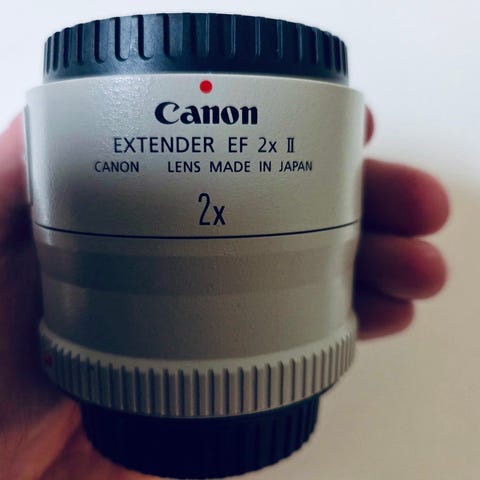 Canon
EXTENDER EF 2x II
CANON LENS MADE IN JAPAN
2x